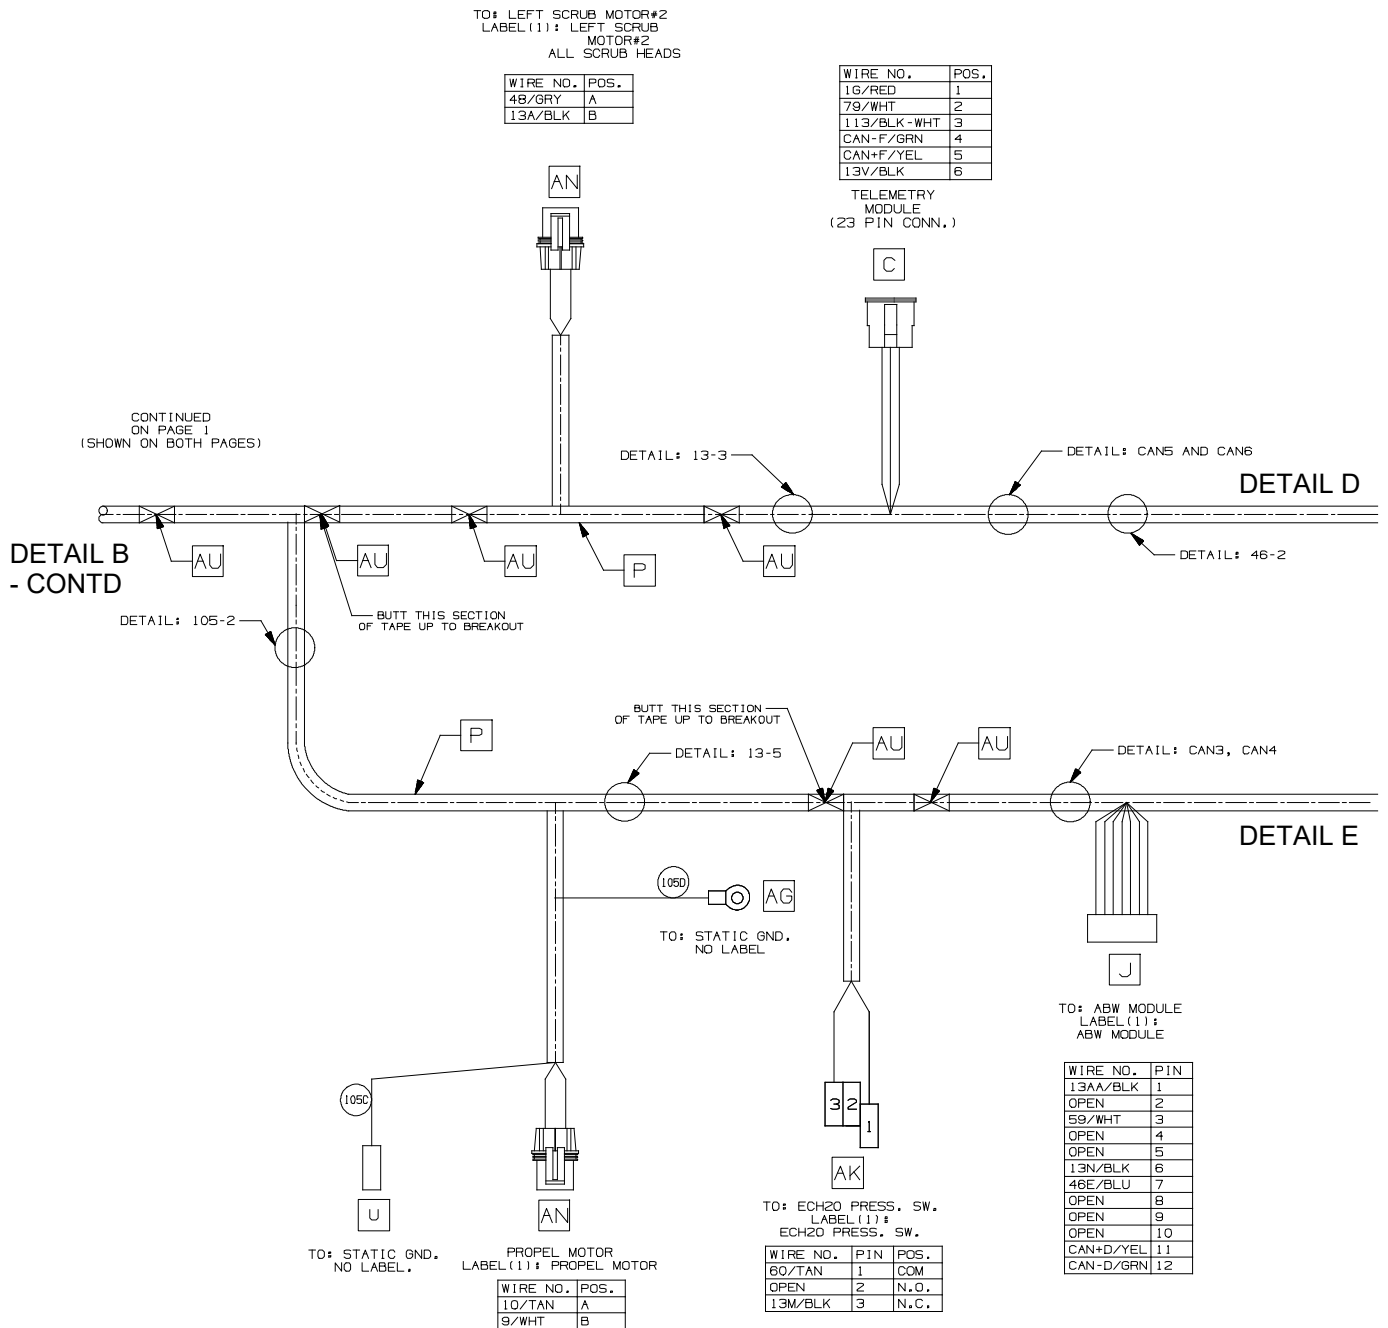 TO: LEFT SCRUB MOTOR#2
LABEL(1): LEFT SCRUB
MOTOR#2
ALL SCRUB HEADS
WIRE NO. POS.
48/GRY A
13A/BLK B
AN
WIRE NO. POS.
1G/RED 1
79/WHT 2
113/BLK-WHT 3
CAN-F/GRN 4
CAN+F/YEL 5
13V/BLK 6
TELEMETRY
MODULE
(23 PIN CONN.)
C
CONTINUED
ON PAGE 1
(SHOWN ON BOTH PAGES)
DETAIL: 13-3
DETAIL: CAN5 AND CAN6
DETAIL D
DETAIL B
- CONTD
AU
AU
AU
P
AU
DETAIL: 46-2
DETAIL: 105-2
BUTT THIS SECTION
OF TAPE UP TO BREAKOUT
P
BUTT THIS SECTION
OF TAPE UP TO BREAKOUT
DETAIL: 13-5
AU
AU
DETAIL: CAN3, CAN4
DETAIL E
105D
AG
TO: STATIC GND.
NO LABEL
J
TO: ABW MODULE
LABEL(1):
ABW MODULE
WIRE NO. PIN
13AA/BLK 1
OPEN 2
59/WHT 3
OPEN 4
OPEN 5
13N/BLK 6
46E/BLU 7
OPEN 8
OPEN 9
OPEN 10
CAN+D/YEL 11
CAN-D/GRN 12
105C
U
TO: STATIC GND.
NO LABEL.
AN
PROPEL MOTOR
LABEL(1): PROPEL MOTOR
WIRE NO. POS.
10/TAN A
9/WHT B
3 2 1
AK
TO: ECH2O PRESS. SW.
LABEL(1):
ECH2O PRESS. SW.
WIRE NO. PIN POS.
60/TAN 1 COM
OPEN 2 N.O.
13M/BLK 3 N.C.